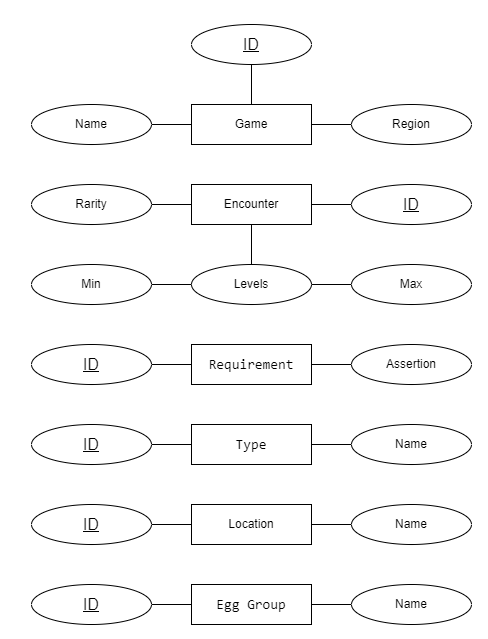 ID
Name Game Region
Rarity Encounter ID
Min Levels Max
ID Requirement Assertion
ID Type Name
ID Location Name
ID Egg Group Name